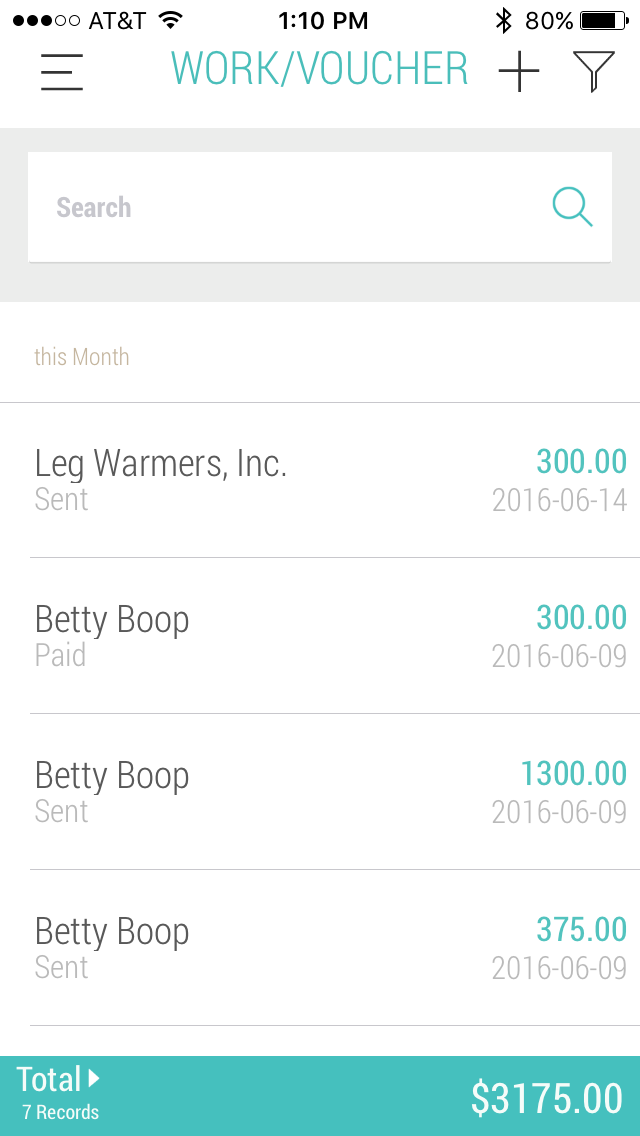 AT&T 1:10 PM 80%
WORK/VOUCHER
Search
this Month
Leg Warmers, Inc. 300.00
Sent 2016-06-14
Betty Boop 300.00
Paid 2016-06-09
Betty Boop 1300.00
Sent 2016-06-09
Betty Boop 375.00
Sent 2016-06-09
Total $3175.00
7 Records